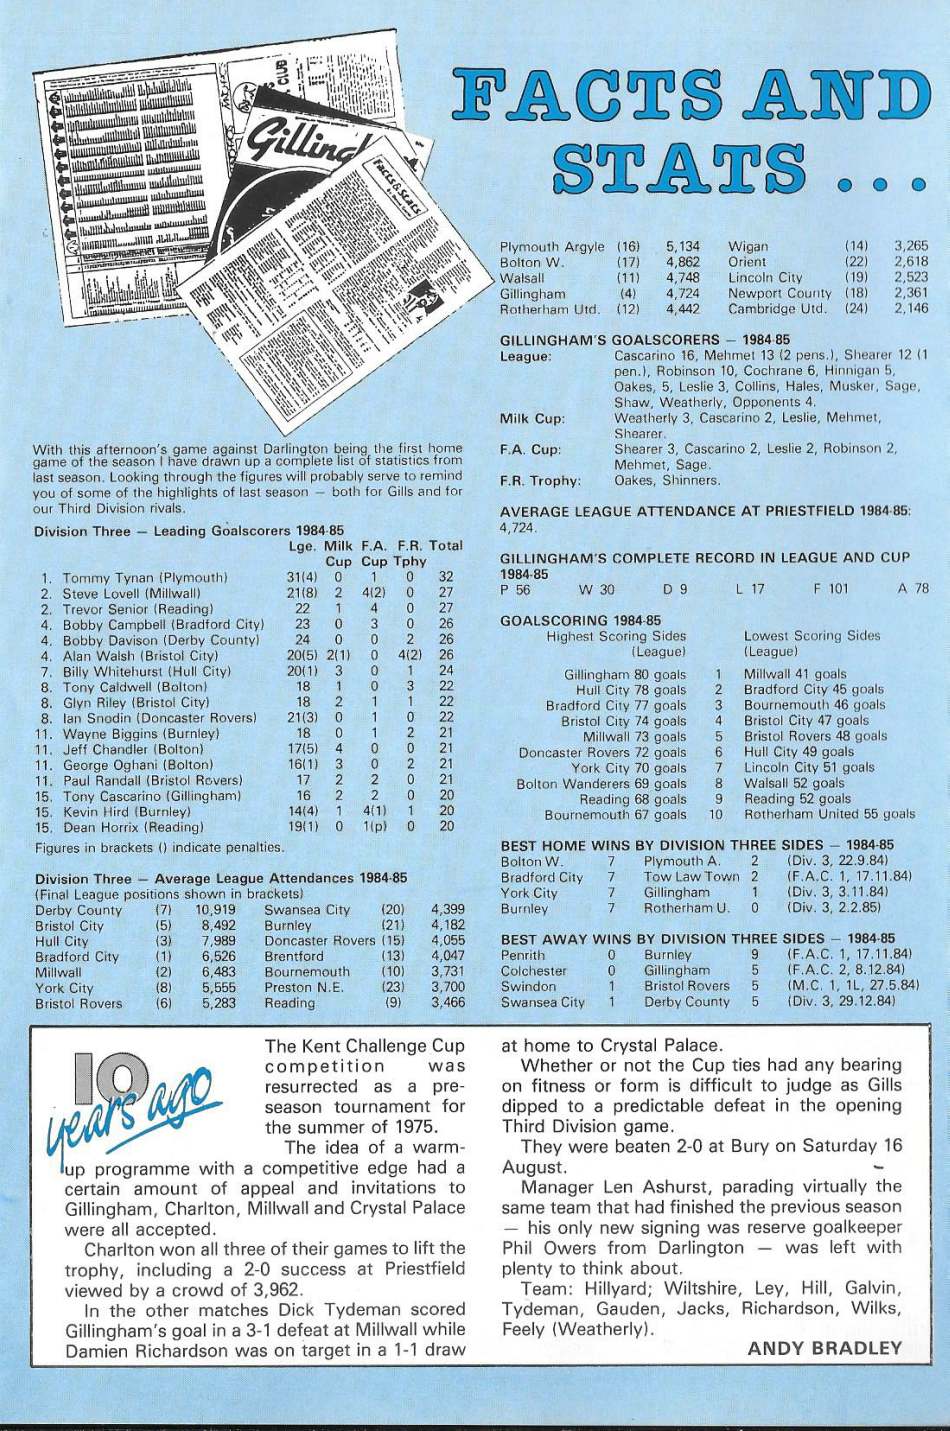 FACTS AND
STATS ...
Gilling
Facts & Stats
CLUB
With this afternoon's game against Darlington being the first home
game of the season I have drawn up a complete list of statistics from
last season. Looking through the figures will probably serve to remind
you of some of the highlights of last season — both for Gills and for
our Third Division rivals.
Division Three — Leading Goalscorers 1984-85
Lge. Milk F.A. F.R. Total
Cup Cup Tphy
1. Tommy Tynan (Plymouth) 31(4) 0 1 0 32
2. Steve Lovell (Millwall) 21(8) 2 4(2) 0 27
2. Trevor Senior (Reading) 22 1 4 0 27
4. Bobby Campbell (Bradford City) 23 0 3 0 26
4. Bobby Davison (Derby County) 24 0 0 2 26
4. Alan Walsh (Bristol City) 20(5) 2(1) 0 4(2) 26
7. Billy Whitehurst (Hull City) 20(1) 3 0 1 24
8. Tony Caldwell (Bolton) 18 1 0 3 22
8. Glyn Riley (Bristol City) 18 2 1 1 22
8. Ian Snodin (Doncaster Rovers) 21(3) 0 1 0 22
11. Wayne Biggins (Burnley) 18 0 1 2 21
11. Jeff Chandler (Bolton) 17(5) 4 0 0 21
11. George Oghani (Bolton) 16(1) 3 0 2 21
11. Paul Randall (Bristol Rovers) 17 2 2 0 21
15. Tony Cascarino (Gillingham) 16 2 2 0 20
15. Kevin Hird (Burnley) 14(4) 1 4(1) 1 20
15. Dean Horrix (Reading) 19(1) 0 1(p) 0 20
Figures in brackets () indicate penalties.
Division Three — Average League Attendances 1984-85
(Final League positions shown in brackets)
Derby County (7) 10,919 Swansea City (20) 4,399
Bristol City (5) 8,492 Burnley (21) 4,182
Hull City (3) 7,989 Doncaster Rovers (15) 4,055
Bradford City (1) 6,526 Brentford (13) 4,047
Millwall (2) 6,483 Bournemouth (10) 3,731
York City (8) 5,555 Preston N.E. (23) 3,700
Bristol Rovers (6) 5,283 Reading (9) 3,466
Plymouth Argyle (16) 5,134 Wigan (14) 3,265
Bolton W. (17) 4,862 Orient (22) 2,618
Walsall (11) 4,748 Lincoln City (19) 2,523
Gillingham (4) 4,724 Newport County (18) 2,361
Rotherham Utd. (12) 4,442 Cambridge Utd. (24) 2,146
GILLINGHAM'S GOALSCORERS — 1984-85
League: Cascarino 16, Mehmet 13 (2 pens.), Shearer 12 (1
pen.), Robinson 10, Cochrane 6, Hinnigan 5,
Oakes, 5, Leslie 3, Collins, Hales, Musker, Sage,
Shaw, Weatherly, Opponents 4.
Milk Cup: Weatherly 3, Cascarino 2, Leslie, Mehmet,
Shearer.
F.A. Cup: Shearer 3, Cascarino 2, Leslie 2, Robinson 2,
Mehmet, Sage.
F.R. Trophy: Oakes, Shinners.
AVERAGE LEAGUE ATTENDANCE AT PRIESTFIELD 1984-85:
4,724.
GILLINGHAM'S COMPLETE RECORD IN LEAGUE AND CUP
1984-85
P 56 W 30 D 9 L 17 F 101 A 78
GOALSCORING 1984-85
Highest Scoring Sides Lowest Scoring Sides
(League) (League)
Gillingham 80 goals 1 Millwall 41 goals
Hull City 78 goals 2 Bradford City 45 goals
Bradford City 77 goals 3 Bournemouth 46 goals
Bristol City 74 goals 4 Bristol City 47 goals
Millwall 73 goals 5 Bristol Rovers 48 goals
Doncaster Rovers 72 goals 6 Hull City 49 goals
York City 70 goals 7 Lincoln City 51 goals
Bolton Wanderers 69 goals 8 Walsall 52 goals
Reading 68 goals 9 Reading 52 goals
Bournemouth 67 goals 10 Rotherham United 55 goals
BEST HOME WINS BY DIVISION THREE SIDES — 1984-85
Bolton W. 7 Plymouth A. 2 (Div. 3, 22.9.84)
Bradford City 7 Tow Law Town 2 (F.A.C. 1, 17.11.84)
York City 7 Gillingham 1 (Div. 3, 3.11.84)
Burnley 7 Rotherham U. 0 (Div. 3, 2.2.85)
BEST AWAY WINS BY DIVISION THREE SIDES — 1984-85
Penrith 0 Burnley 9 (F.A.C. 1, 17.11.84)
Colchester 0 Gillingham 5 (F.A.C. 2, 8.12.84)
Swindon 1 Bristol Rovers 5 (M.C. 1, 1L, 27.5.84)
Swansea City 1 Derby County 5 (Div. 3, 29.12.84)
10
years ago
The Kent Challenge Cup
competition was
resurrected as a pre-
season tournament for
the summer of 1975.
The idea of a warm-
up programme with a competitive edge had a
certain amount of appeal and invitations to
Gillingham, Charlton, Millwall and Crystal Palace
were all accepted.
Charlton won all three of their games to lift the
trophy, including a 2-0 success at Priestfield
viewed by a crowd of 3,962.
In the other matches Dick Tydeman scored
Gillingham's goal in a 3-1 defeat at Millwall while
Damien Richardson was on target in a 1-1 draw
at home to Crystal Palace.
Whether or not the Cup ties had any bearing
on fitness or form is difficult to judge as Gills
dipped to a predictable defeat in the opening
Third Division game.
They were beaten 2-0 at Bury on Saturday 16
August.
Manager Len Ashurst, parading virtually the
same team that had finished the previous season
— his only new signing was reserve goalkeeper
Phil Owers from Darlington — was left with
plenty to think about.
Team: Hillyard; Wiltshire, Ley, Hill, Galvin,
Tydeman, Gauden, Jacks, Richardson, Wilks,
Feely (Weatherly).
ANDY BRADLEY